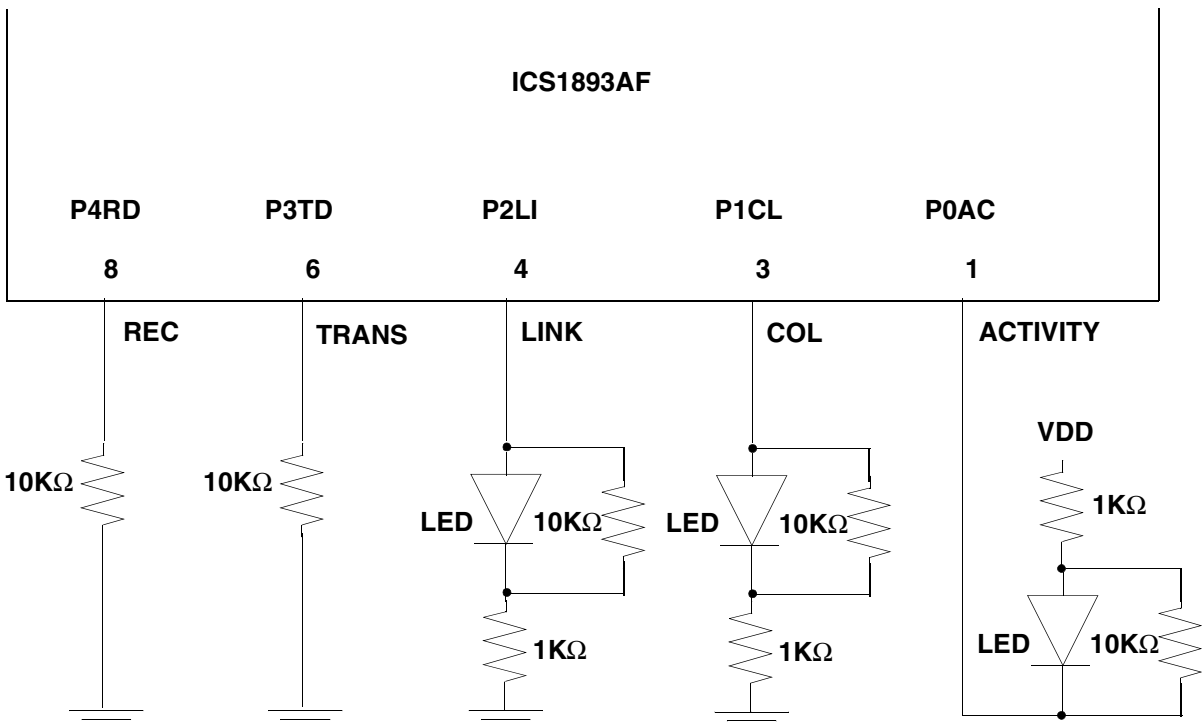 ICS1893AF
P4RD P3TD P2LI P1CL P0AC
8 6 4 3 1
REC TRANS LINK COL ACTIVITY
VDD
10KΩ 10KΩ 1KΩ
LED 10KΩ LED 10KΩ
1KΩ 1KΩ LED 10KΩ